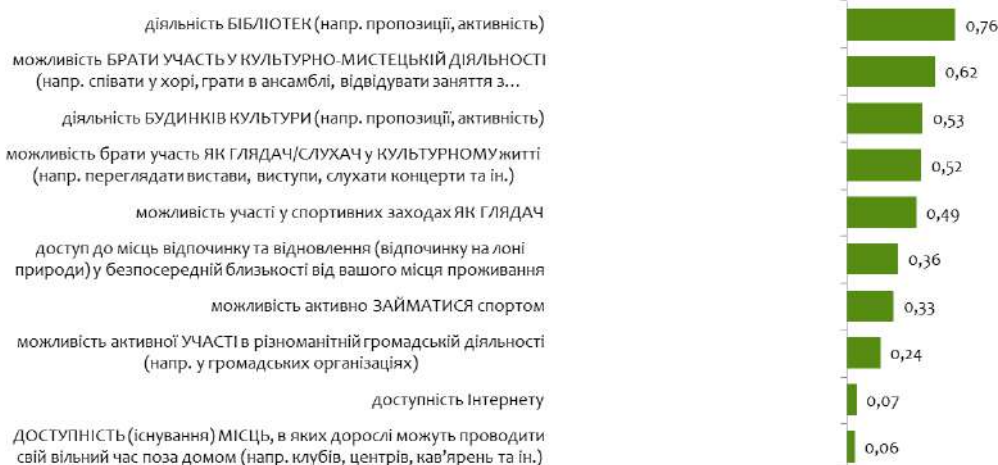 діяльність БІБЛІОТЕК (напр. пропозиції, активність)
0,76
можливість БРАТИ УЧАСТЬ У КУЛЬТУРНО-МИСТЕЦЬКІЙ ДІЯЛЬНОСТІ
(напр. співати у хорі, грати в ансамблі, відвідувати заняття з…
0,62
діяльність БУДИНКІВ КУЛЬТУРИ (напр. пропозиції, активність)
0,53
можливість брати участь ЯК ГЛЯДАЧ/СЛУХАЧ у КУЛЬТУРНОМУ житті
(напр. переглядати вистави, виступи, слухати концерти та ін.)
0,52
можливість участі у спортивних заходах ЯК ГЛЯДАЧ
0,49
доступ до місць відпочинку та відновлення (відпочинку на лоні
природи) у безпосередній близькості від вашого місця проживання
0,36
можливість активно ЗАЙМАТИСЯ спортом
0,33
можливість активної УЧАСТІ в різноманітній громадській діяльності
(напр. у громадських організаціях)
0,24
доступність Інтернету
0,07
ДОСТУПНІСТЬ (існування) МІСЦЬ, в яких дорослі можуть проводити
свій вільний час поза домом (напр. клубів, центрів, кав'ярень та ін.)
0,06